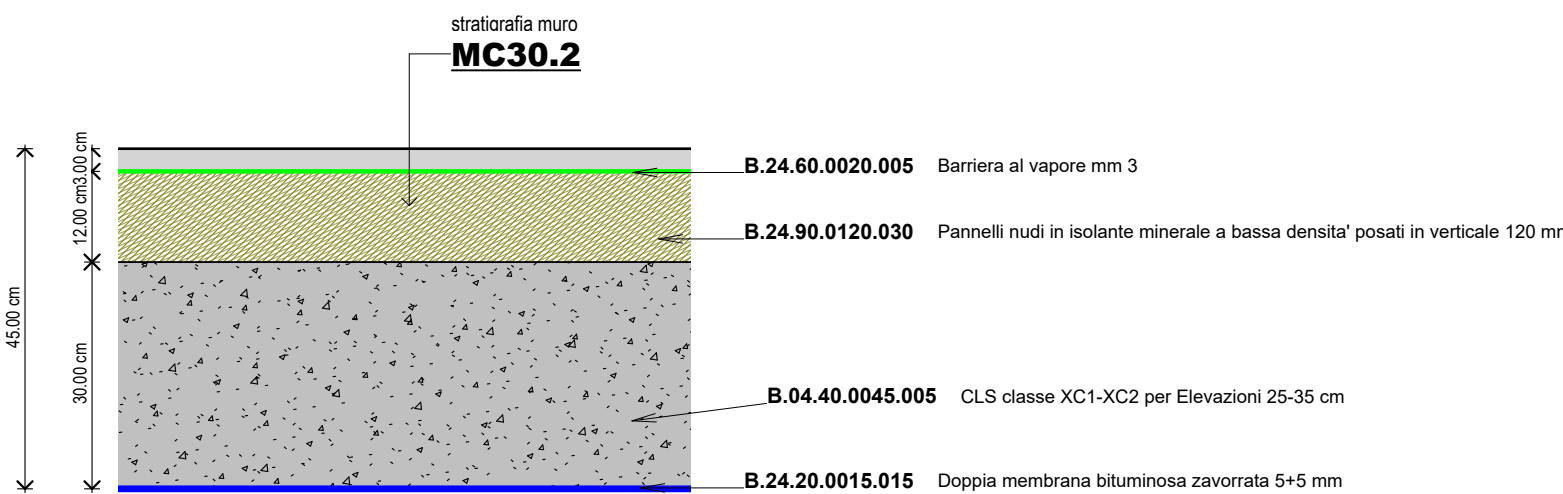 stratigrafia muro
MC30.2
3.00 cm
12.00 cm
45.00 cm
30.00 cm
B.24.60.0020.005 Barriera al vapore mm 3
B.24.90.0120.030 Pannelli nudi in isolante minerale a bassa densita' posati in verticale 120 mm
B.04.40.0045.005 CLS classe XC1-XC2 per Elevazioni 25-35 cm
B.24.20.0015.015 Doppia membrana bituminosa zavorrata 5+5 mm